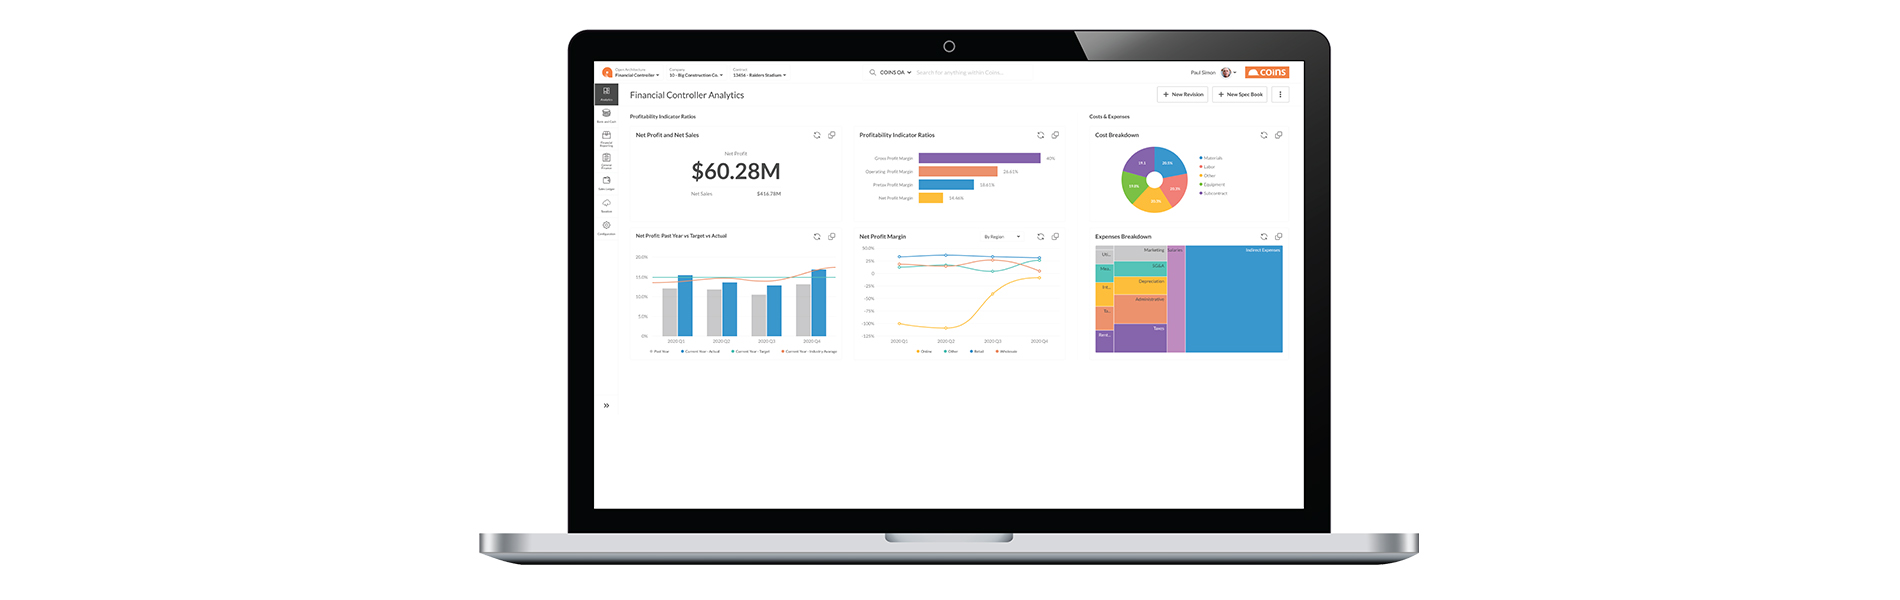 Open Architecture
Financial Controller
Company
10 - Big Construction Co.
Contract
13456 - Raiders Stadium
COINS OA
Search for anything within Coins...
Paul Simon
COINS
Analytics
Financial Controller Analytics
+ New Revision
+ New Spec Book
Bank and Cash
Financial
Reporting
Sales Ledger
Configuration
Profitability Indicator Ratios
Costs & Expenses
Net Profit and Net Sales
Net Profit
$60.28M
Net Sales
$416.78M
Profitability Indicator Ratios
Gross Profit Margin
60%
Operating Profit Margin
Pretax Profit Margin
18.61%
Net Profit Margin
14.46%
Cost Breakdown
Materials
Labor
Other
Equipment
Subcontract
Net Profit: Past Year vs Target vs Actual
20.0%
15.0%
10.0%
5.0%
0%
2020 Q1
2020 Q2
2020 Q3
2020 Q4
Past Year
Current Year - Actual
Current Year - Target
Current Year - Industry Average
Net Profit Margin
By Region
50.0%
25%
0
-25%
-50%
-75%
-100%
-125%
2020 Q1
2020 Q2
2020 Q3
2020 Q4
Online
Other
Retail
Wholesale
Expenses Breakdown
Marketing
Salaries
Indirect Expenses
SG&A
Depreciation
Administrative
Taxes
Rent...